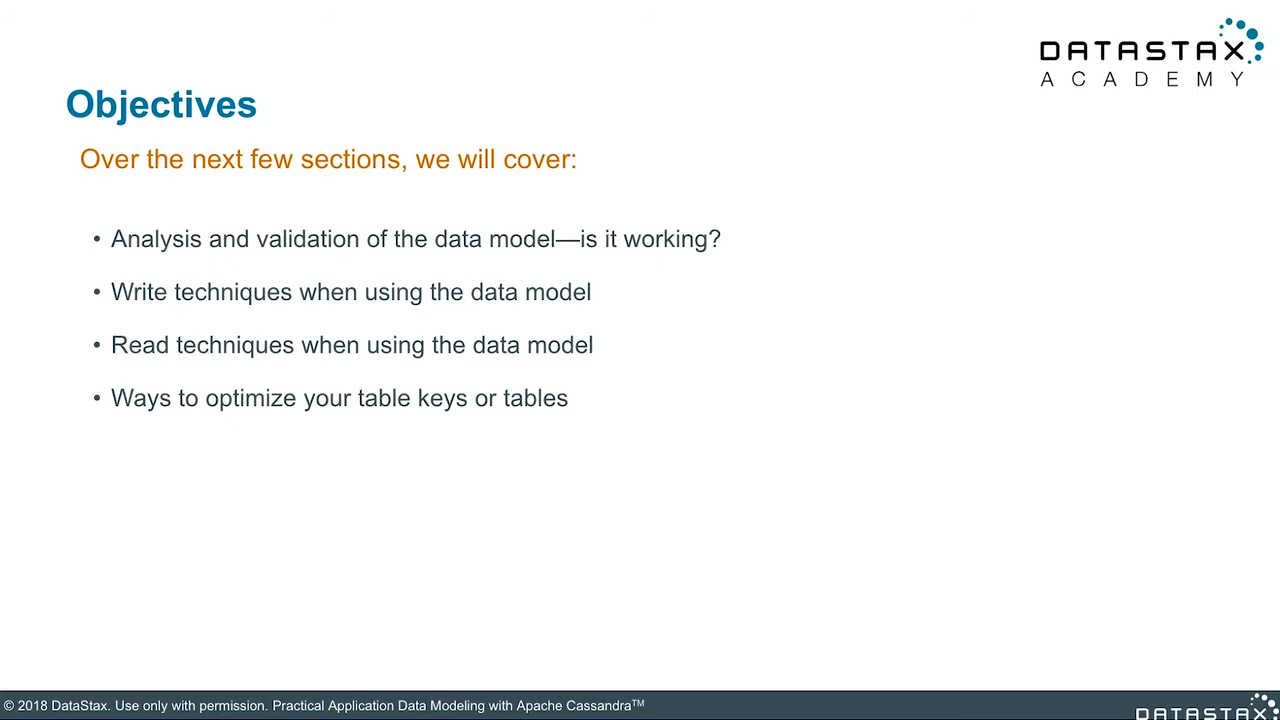 DATASTAX
ACADEMY
Objectives
Over the next few sections, we will cover:
• Analysis and validation of the data model—is it working?
• Write techniques when using the data model
• Read techniques when using the data model
• Ways to optimize your table keys or tables
© 2018 DataStax. Use only with permission. Practical Application Data Modeling with Apache Cassandra™
DATASTAX